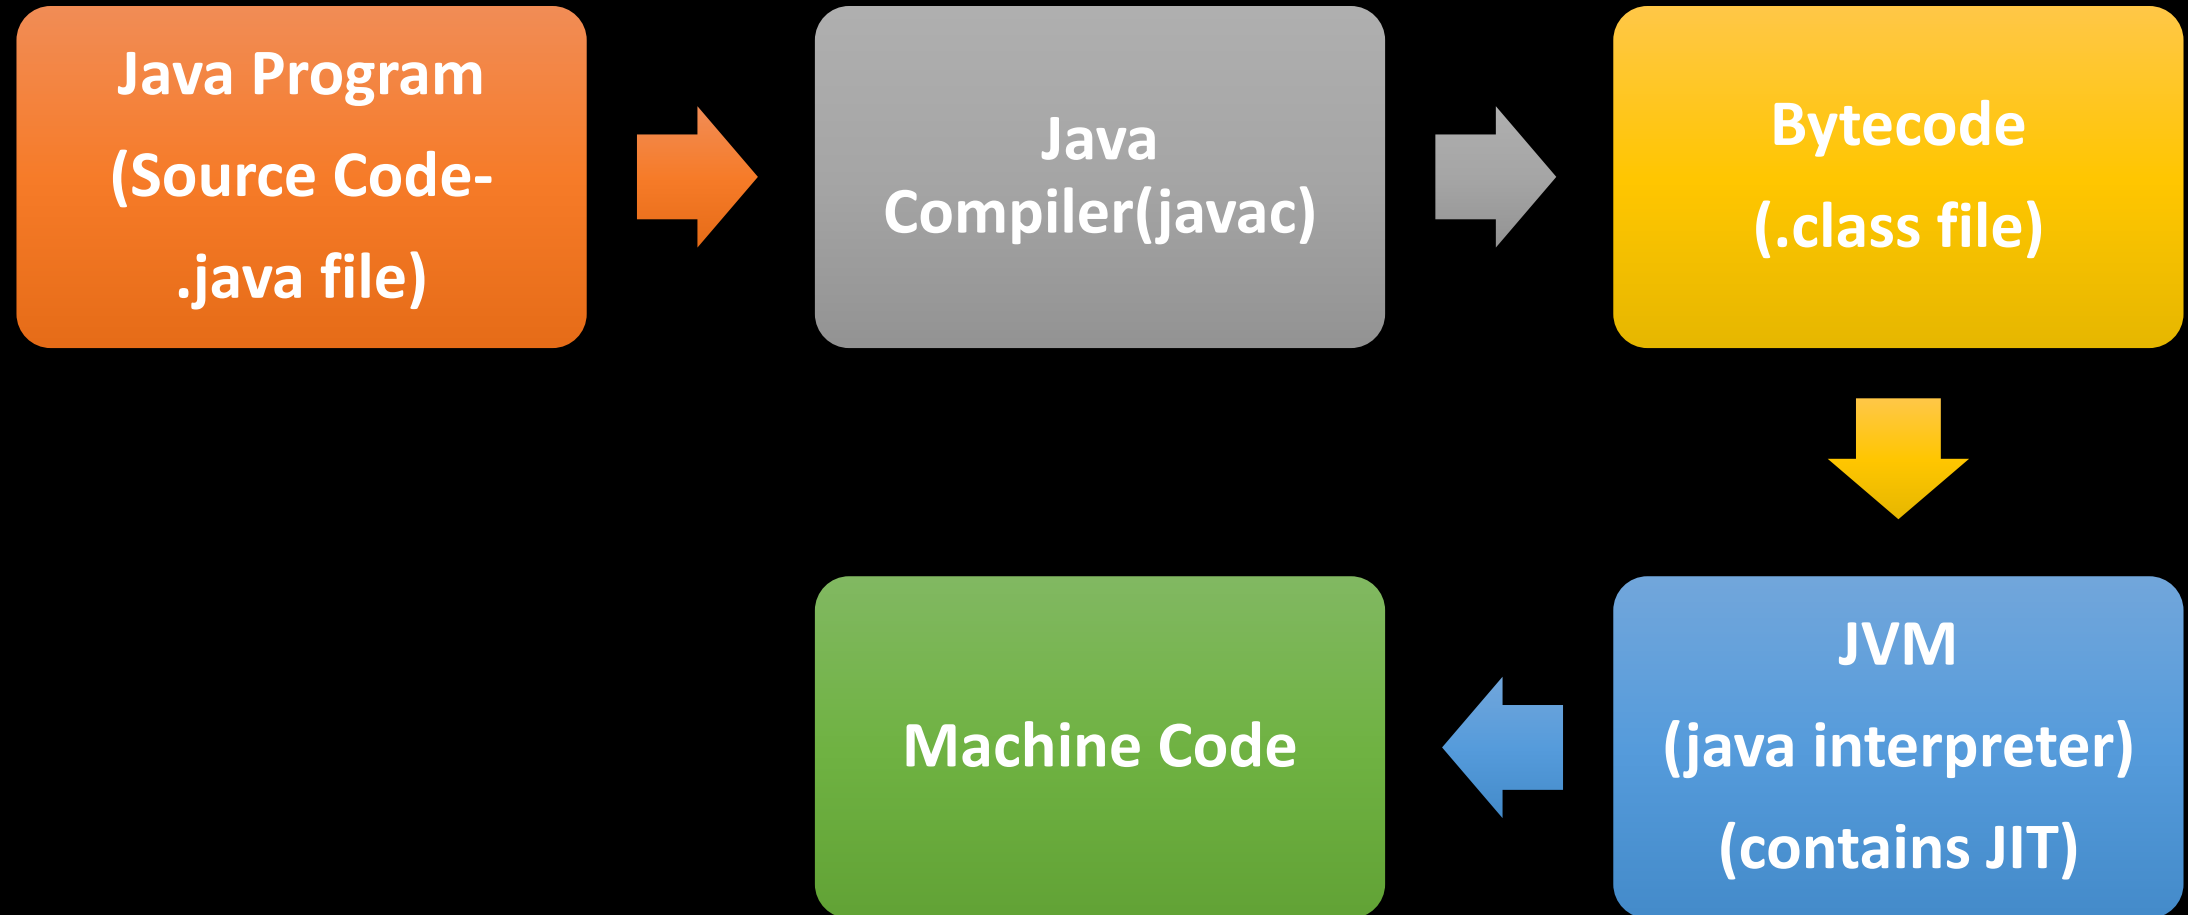 Java Program
(Source Code-
.java file)
Java
Compiler(javac)
Bytecode
(.class file)
JVM
(java interpreter)
(contains JIT)
Machine Code